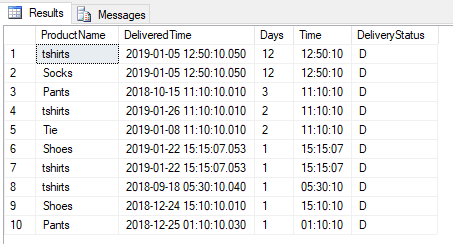 Results Messages
ProductName DeliveredTime Days Time DeliveryStatus
1 tshirts 2019-01-05 12:50:10.050 12 12:50:10 D
2 Socks 2019-01-05 12:50:10.050 12 12:50:10 D
3 Pants 2018-10-15 11:10:10.010 3 11:10:10 D
4 tshirts 2019-01-26 11:10:10.010 2 11:10:10 D
5 Tie 2019-01-08 11:10:10.010 2 11:10:10 D
6 Shoes 2019-01-22 15:15:07.053 1 15:15:07 D
7 tshirts 2019-01-22 15:15:07.053 1 15:15:07 D
8 tshirts 2018-09-18 05:30:10.040 1 05:30:10 D
9 Shoes 2018-12-24 15:10:10.010 1 15:10:10 D
10 Pants 2018-12-25 01:10:10.030 1 01:10:10 D